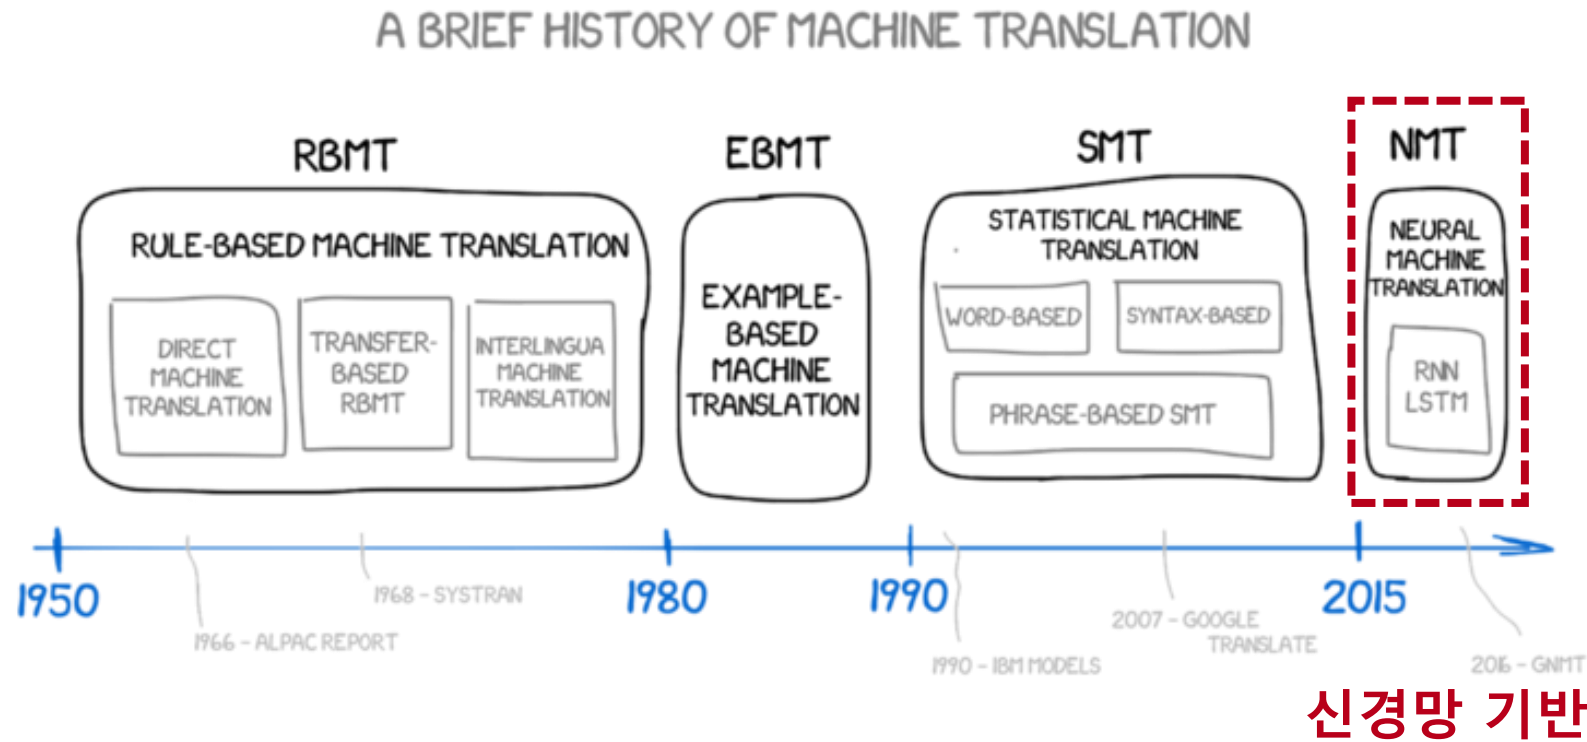 A BRIEF HISTORY OF MACHINE TRANSLATION
RBMT
RULE-BASED MACHINE TRANSLATION
DIRECT
MACHINE
TRANSLATION
TRANSFER-
BASED
RBMT
INTERLINGUA
MACHINE
TRANSLATION
EBMT
EXAMPLE-
BASED
MACHINE
TRANSLATION
SMT
STATISTICAL MACHINE
TRANSLATION
WORD-BASED
SYNTAX-BASED
PHRASE-BASED SMT
NMT
NEURAL
MACHINE
TRANSLATION
RNN
LSTM
1950
1966 - ALPAC REPORT
1968 - SYSTRAN
1980
1990
1990 - IBM MODELS
2007 - GOOGLE
TRANSLATE
2015
2016 - GNMT
신경망 기반